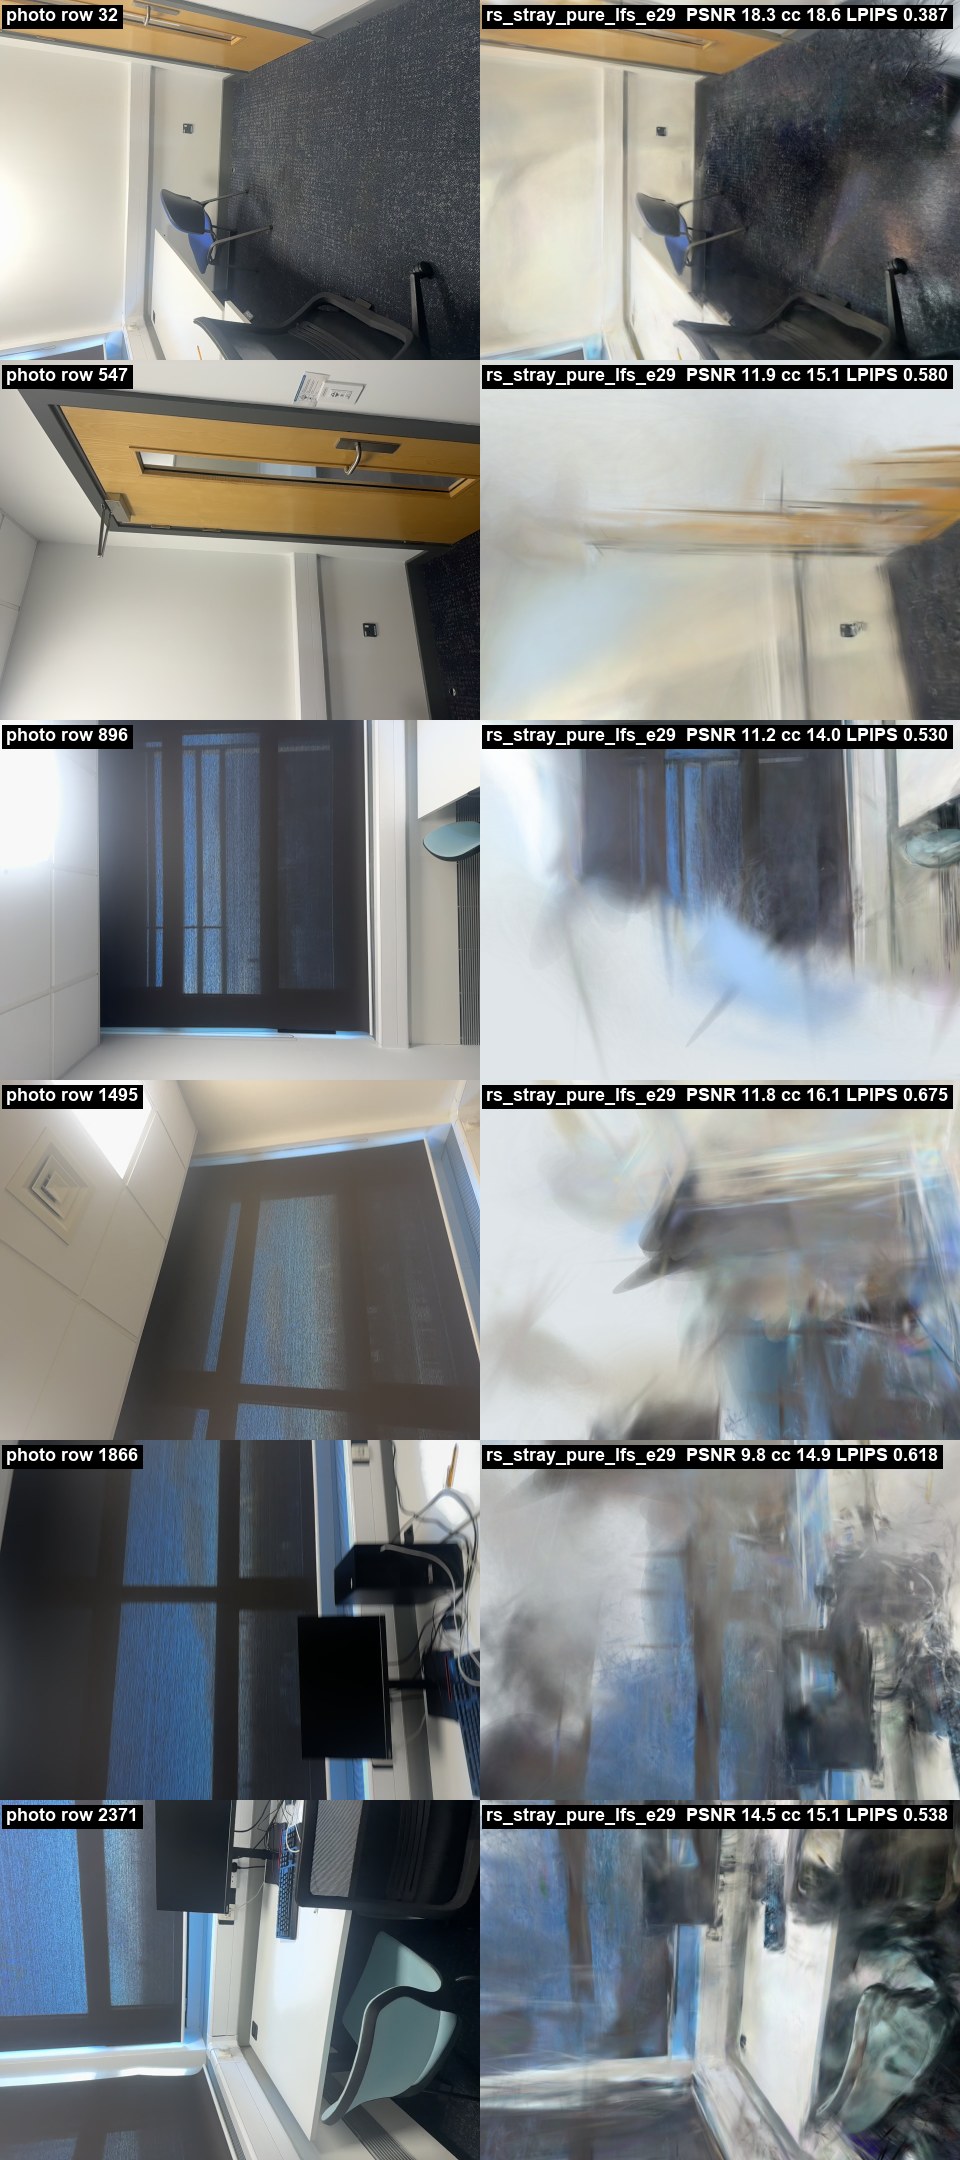 photo row 32
rs_stray_pure_lfs_e29 PSNR 18.3 cc 18.6 LPIPS 0.387
photo row 547
rs_stray_pure_lfs_e29 PSNR 11.9 cc 15.1 LPIPS 0.580
photo row 896
rs_stray_pure_lfs_e29 PSNR 11.2 cc 14.0 LPIPS 0.530
photo row 1495
rs_stray_pure_lfs_e29 PSNR 11.8 cc 16.1 LPIPS 0.675
photo row 1866
rs_stray_pure_lfs_e29 PSNR 9.8 cc 14.9 LPIPS 0.618
photo row 2371
rs_stray_pure_lfs_e29 PSNR 14.5 cc 15.1 LPIPS 0.538